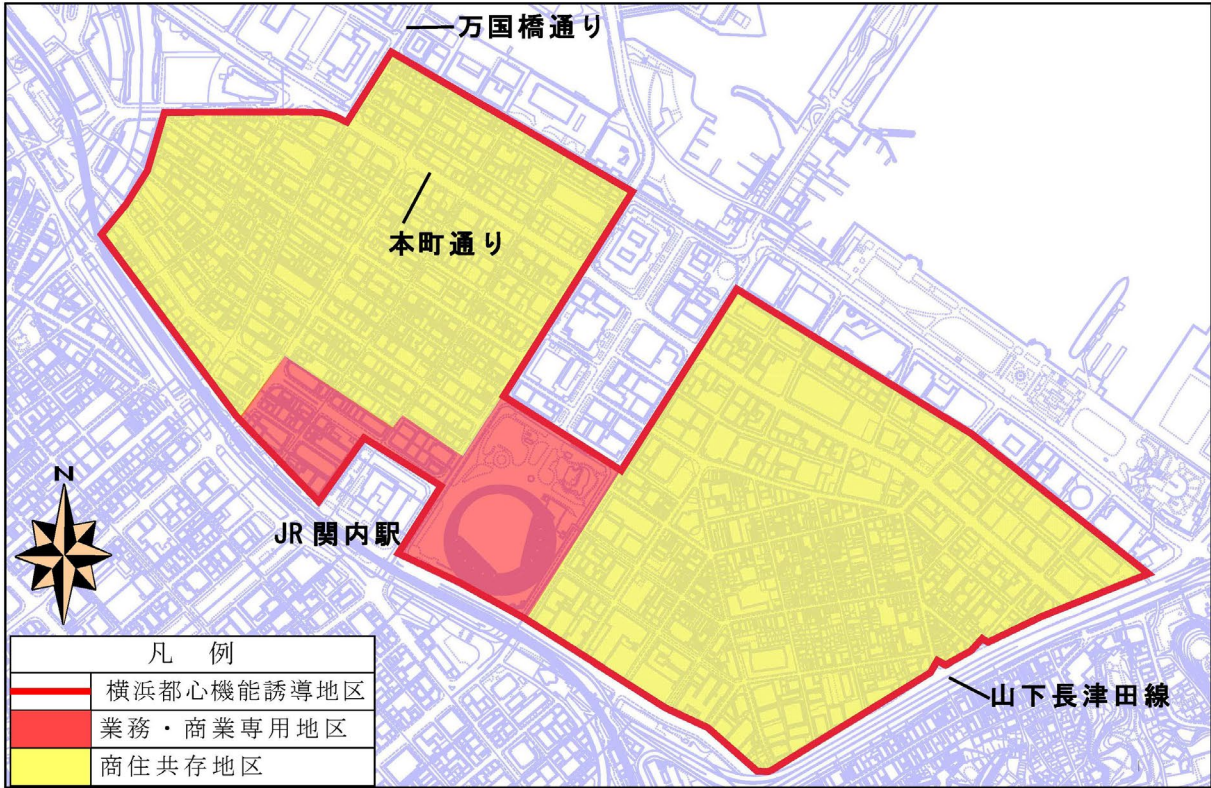 万国橋通り
本町通り
N
JR 関内駅
山下長津田線
凡 例
横浜都心機能誘導地区
業務・商業専用地区
商住共存地区